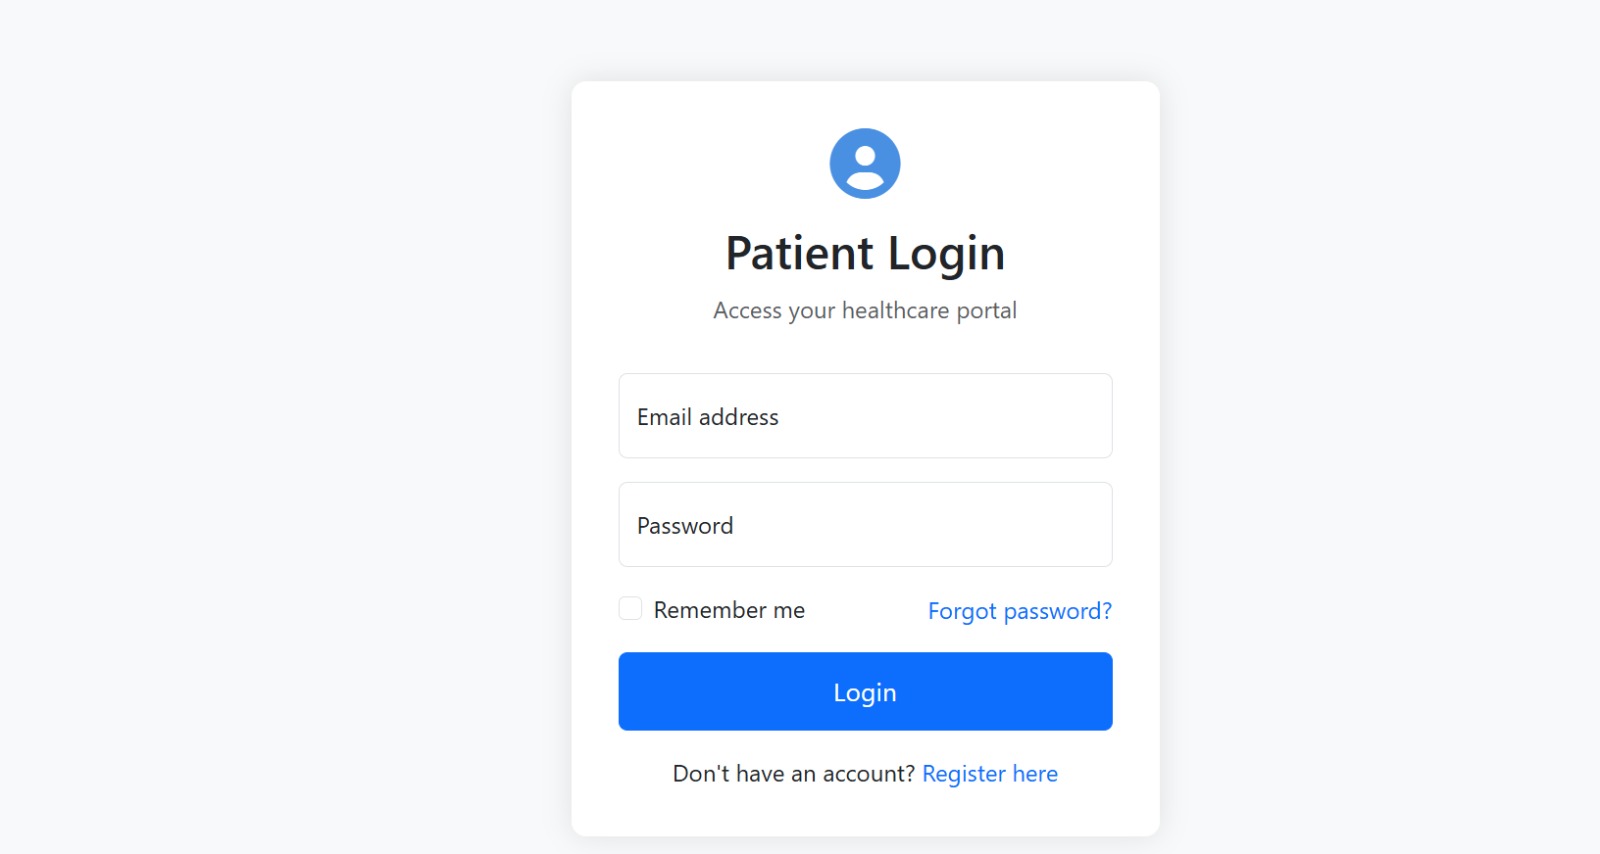 Patient Login
Access your healthcare portal
Email address
Password
Remember me Forgot password?
Login
Don't have an account? Register here